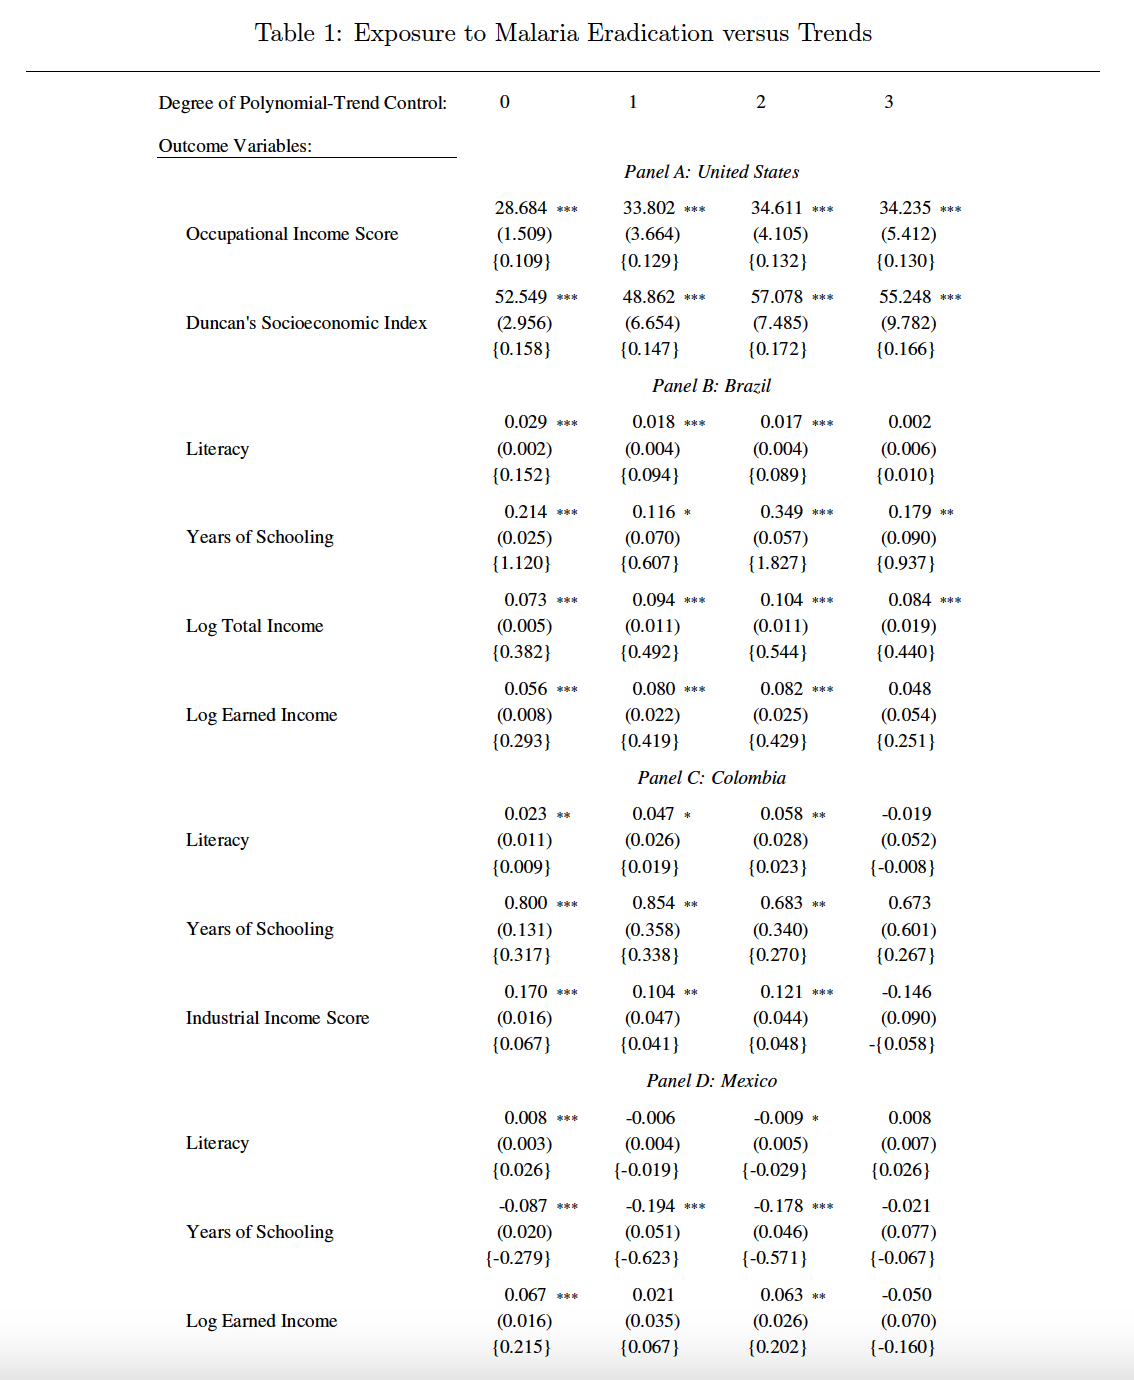 Table 1: Exposure to Malaria Eradication versus Trends
Degree of Polynomial-Trend Control: 0 1 2 3
Outcome Variables:
Panel A: United States
28.684 *** 33.802 *** 34.611 *** 34.235 ***
Occupational Income Score (1.509) (3.664) (4.105) (5.412)
{0.109} {0.129} {0.132} {0.130}
52.549 *** 48.862 *** 57.078 *** 55.248 ***
Duncan's Socioeconomic Index (2.956) (6.654) (7.485) (9.782)
{0.158} {0.147} {0.172} {0.166}
Panel B: Brazil
0.029 *** 0.018 *** 0.017 *** 0.002
Literacy (0.002) (0.004) (0.004) (0.006)
{0.152} {0.094} {0.089} {0.010}
0.214 *** 0.116 * 0.349 *** 0.179 **
Years of Schooling (0.025) (0.070) (0.057) (0.090)
{1.120} {0.607} {1.827} {0.937}
0.073 *** 0.094 *** 0.104 *** 0.084 ***
Log Total Income (0.005) (0.011) (0.011) (0.019)
{0.382} {0.492} {0.544} {0.440}
0.056 *** 0.080 *** 0.082 *** 0.048
Log Earned Income (0.008) (0.022) (0.025) (0.054)
{0.293} {0.419} {0.429} {0.251}
Panel C: Colombia
0.023 ** 0.047 * 0.058 ** -0.019
Literacy (0.011) (0.026) (0.028) (0.052)
{0.009} {0.019} {0.023} {-0.008}
0.800 *** 0.854 ** 0.683 ** 0.673
Years of Schooling (0.131) (0.358) (0.340) (0.601)
{0.317} {0.338} {0.270} {0.267}
0.170 *** 0.104 ** 0.121 *** -0.146
Industrial Income Score (0.016) (0.047) (0.044) (0.090)
{0.067} {0.041} {0.048} -{0.058}
Panel D: Mexico
0.008 *** -0.006 -0.009 * 0.008
Literacy (0.003) (0.004) (0.005) (0.007)
{0.026} {-0.019} {-0.029} {0.026}
-0.087 *** -0.194 *** -0.178 *** -0.021
Years of Schooling (0.020) (0.051) (0.046) (0.077)
{-0.279} {-0.623} {-0.571} {-0.067}
0.067 *** 0.021 0.063 ** -0.050
Log Earned Income (0.016) (0.035) (0.026) (0.070)
{0.215} {0.067} {0.202} {-0.160}